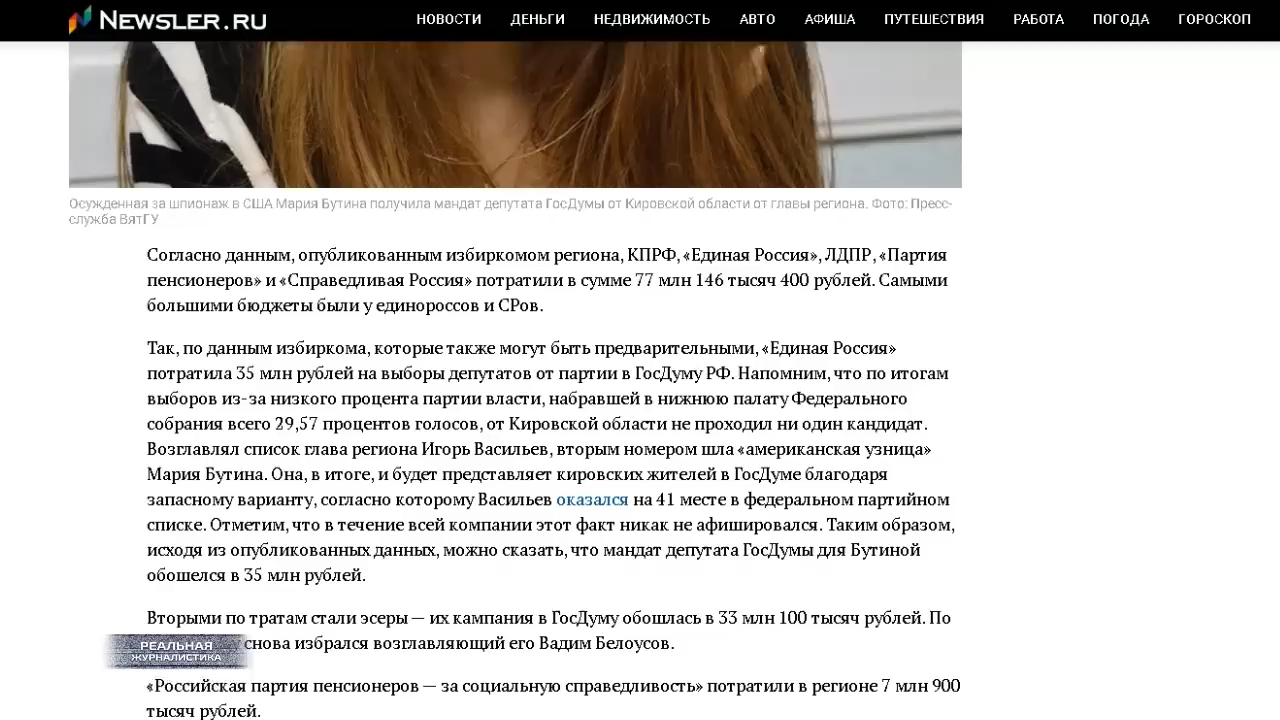 NEWSLER.RU НОВОСТИ ДЕНЬГИ НЕДВИЖИМОСТЬ АВТО АФИША ПУТЕШЕСТВИЯ РАБОТА ПОГОДА ГОРОСКОП
Осужденная за шпионаж в США Мария Бутина получила мандат депутата ГосДумы от Кировской области от главы региона. Фото: Пресс-
служба ВятГУ
Согласно данным, опубликованным избиркомом региона, КПРФ, «Единая Россия», ЛДПР, «Партия
пенсионеров» и «Справедливая Россия» потратили в сумме 77 млн 146 тысяч 400 рублей. Самыми
большими бюджеты были у единороссов и СРов.
Так, по данным избиркома, которые также могут быть предварительными, «Единая Россия»
потратила 35 млн рублей на выборы депутатов от партии в ГосДуму РФ. Напомним, что по итогам
выборов из-за низкого процента партии власти, набравшей в нижнюю палату Федерального
собрания всего 29,57 процентов голосов, от Кировской области не проходил ни один кандидат.
Возглавлял список глава региона Игорь Васильев, вторым номером шла «американская узница»
Мария Бутина. Она, в итоге, и будет представляет кировских жителей в ГосДуме благодаря
запасному варианту, согласно которому Васильев оказался на 41 месте в федеральном партийном
списке. Отметим, что в течение всей компании этот факт никак не афишировался. Таким образом,
исходя из опубликованных данных, можно сказать, что мандат депутата ГосДумы для Бутиной
обошелся в 35 млн рублей.
Вторыми по тратам стали эсеры — их кампания в ГосДуму обошлась в 33 млн 100 тысяч рублей. По
снова избрался возглавляющий его Вадим Белоусов.
РЕАЛЬНАЯ
ЖУРНАЛИСТИКА
«Российская партия пенсионеров — за социальную справедливость» потратили в регионе 7 млн 900
тысяч рублей.